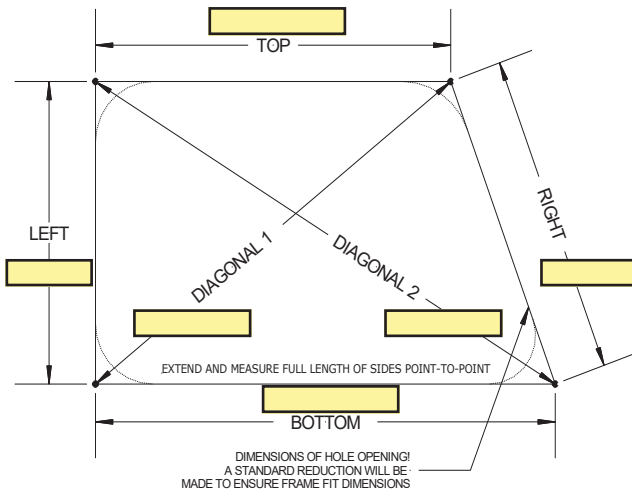 TOP
LEFT
RIGHT
DIAGONAL 1
DIAGONAL 2
EXTEND AND MEASURE FULL LENGTH OF SIDES POINT-TO-POINT
BOTTOM
DIMENSIONS OF HOLE OPENING!
A STANDARD REDUCTION WILL BE
MADE TO ENSURE FRAME FIT DIMENSIONS